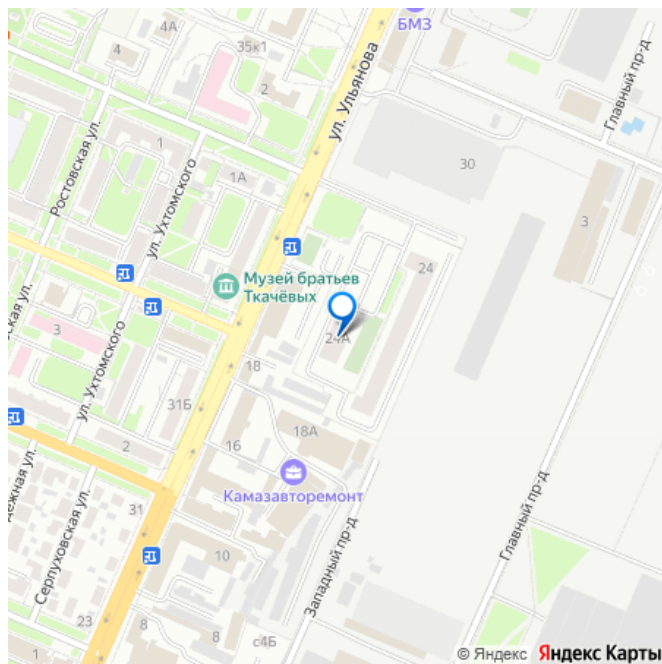 БМЗ
4А
35к1
4
2
ул. Ульянова
Главный пр-д
Ростовская ул.
1
ул. Ухтомского
1А
30
3
Музей братьев
Ткачёвых
24
24А
3
ул. Ухтомского
18
31Б
18А
2
16
Камазавторемонт
Серпуховская ул.
31
10
Западный пр-д
Главный пр-д
23
8
8
с4Б
1
© Яндекс Яндекс Карты